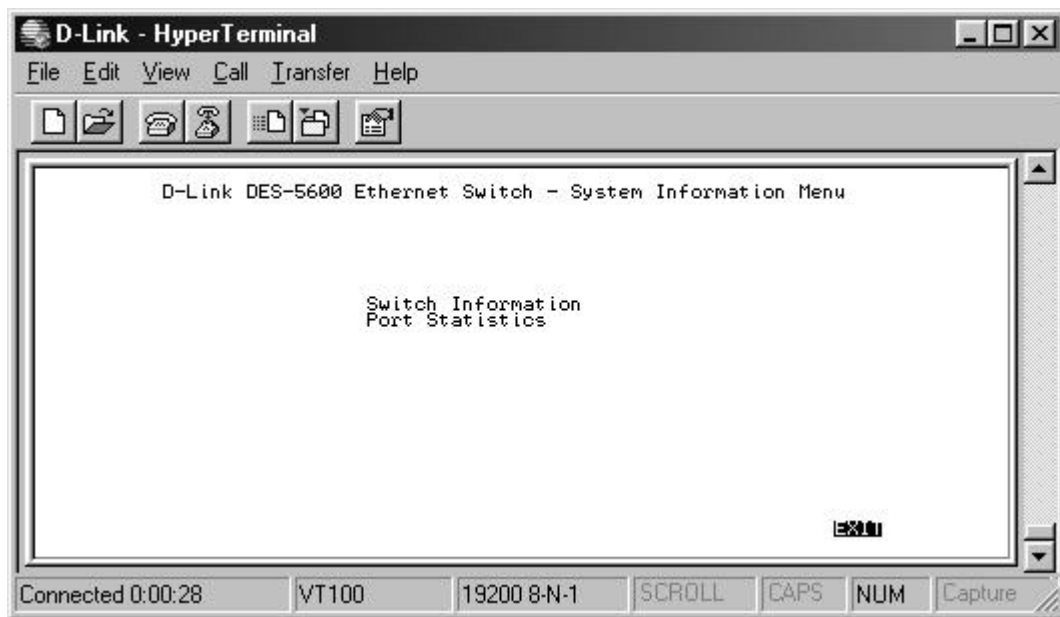 D-Link - HyperTerminal
File Edit View Call Transfer Help
D-Link DES-5600 Ethernet Switch - System Information Menu
Switch Information
Port Statistics
EXIT
Connected 0:00:28 VT100 19200 8-N-1 SCROLL CAPS NUM Capture